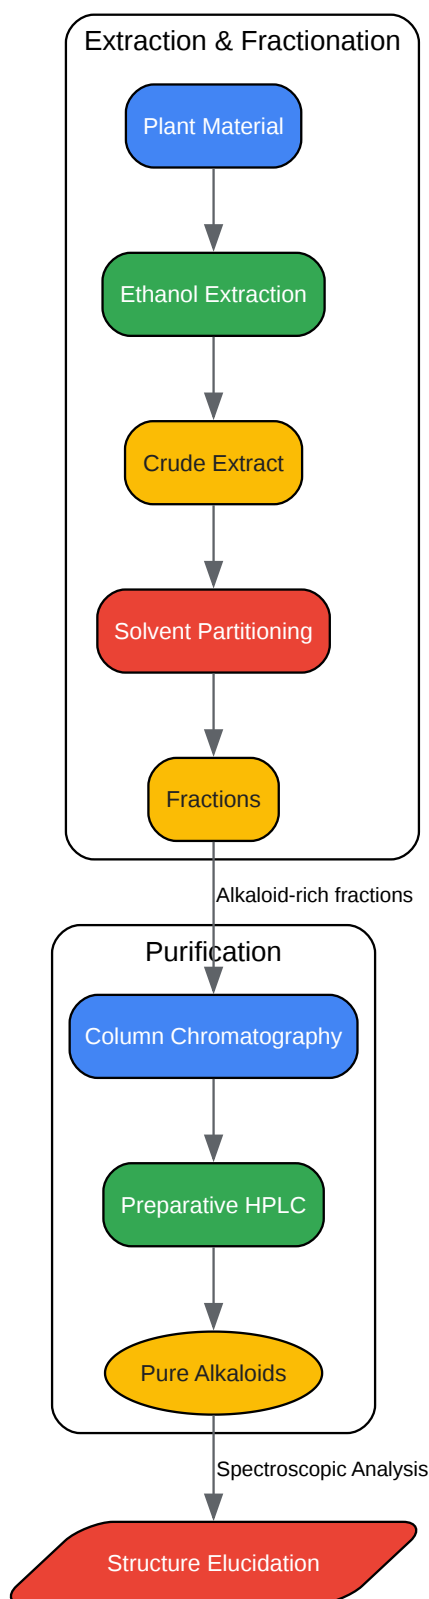 Extraction & Fractionation
Plant Material
Ethanol Extraction
Crude Extract
Solvent Partitioning
Fractions
Alkaloid-rich fractions
Purification
Column Chromatography
Preparative HPLC
Pure Alkaloids
Spectroscopic Analysis
Structure Elucidation